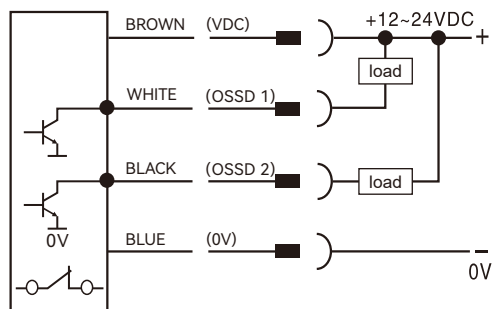 BROWN (VDC) +12~24VDC +
load
WHITE (OSSD 1)
BLACK (OSSD 2) load
0V
BLUE (0V) −
0V